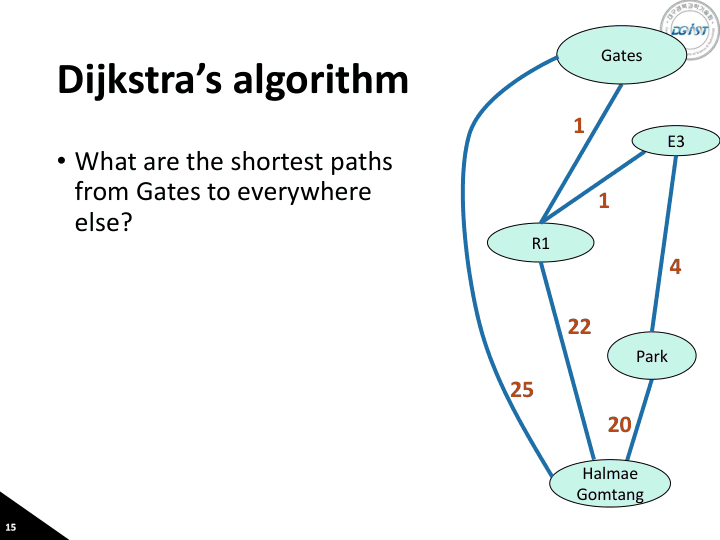 Dijkstra’s algorithm
• What are the shortest paths
from Gates to everywhere
else?
DGIST
Gates
1
E3
1
R1
4
22
Park
25
20
Halmae
Gomtang
15